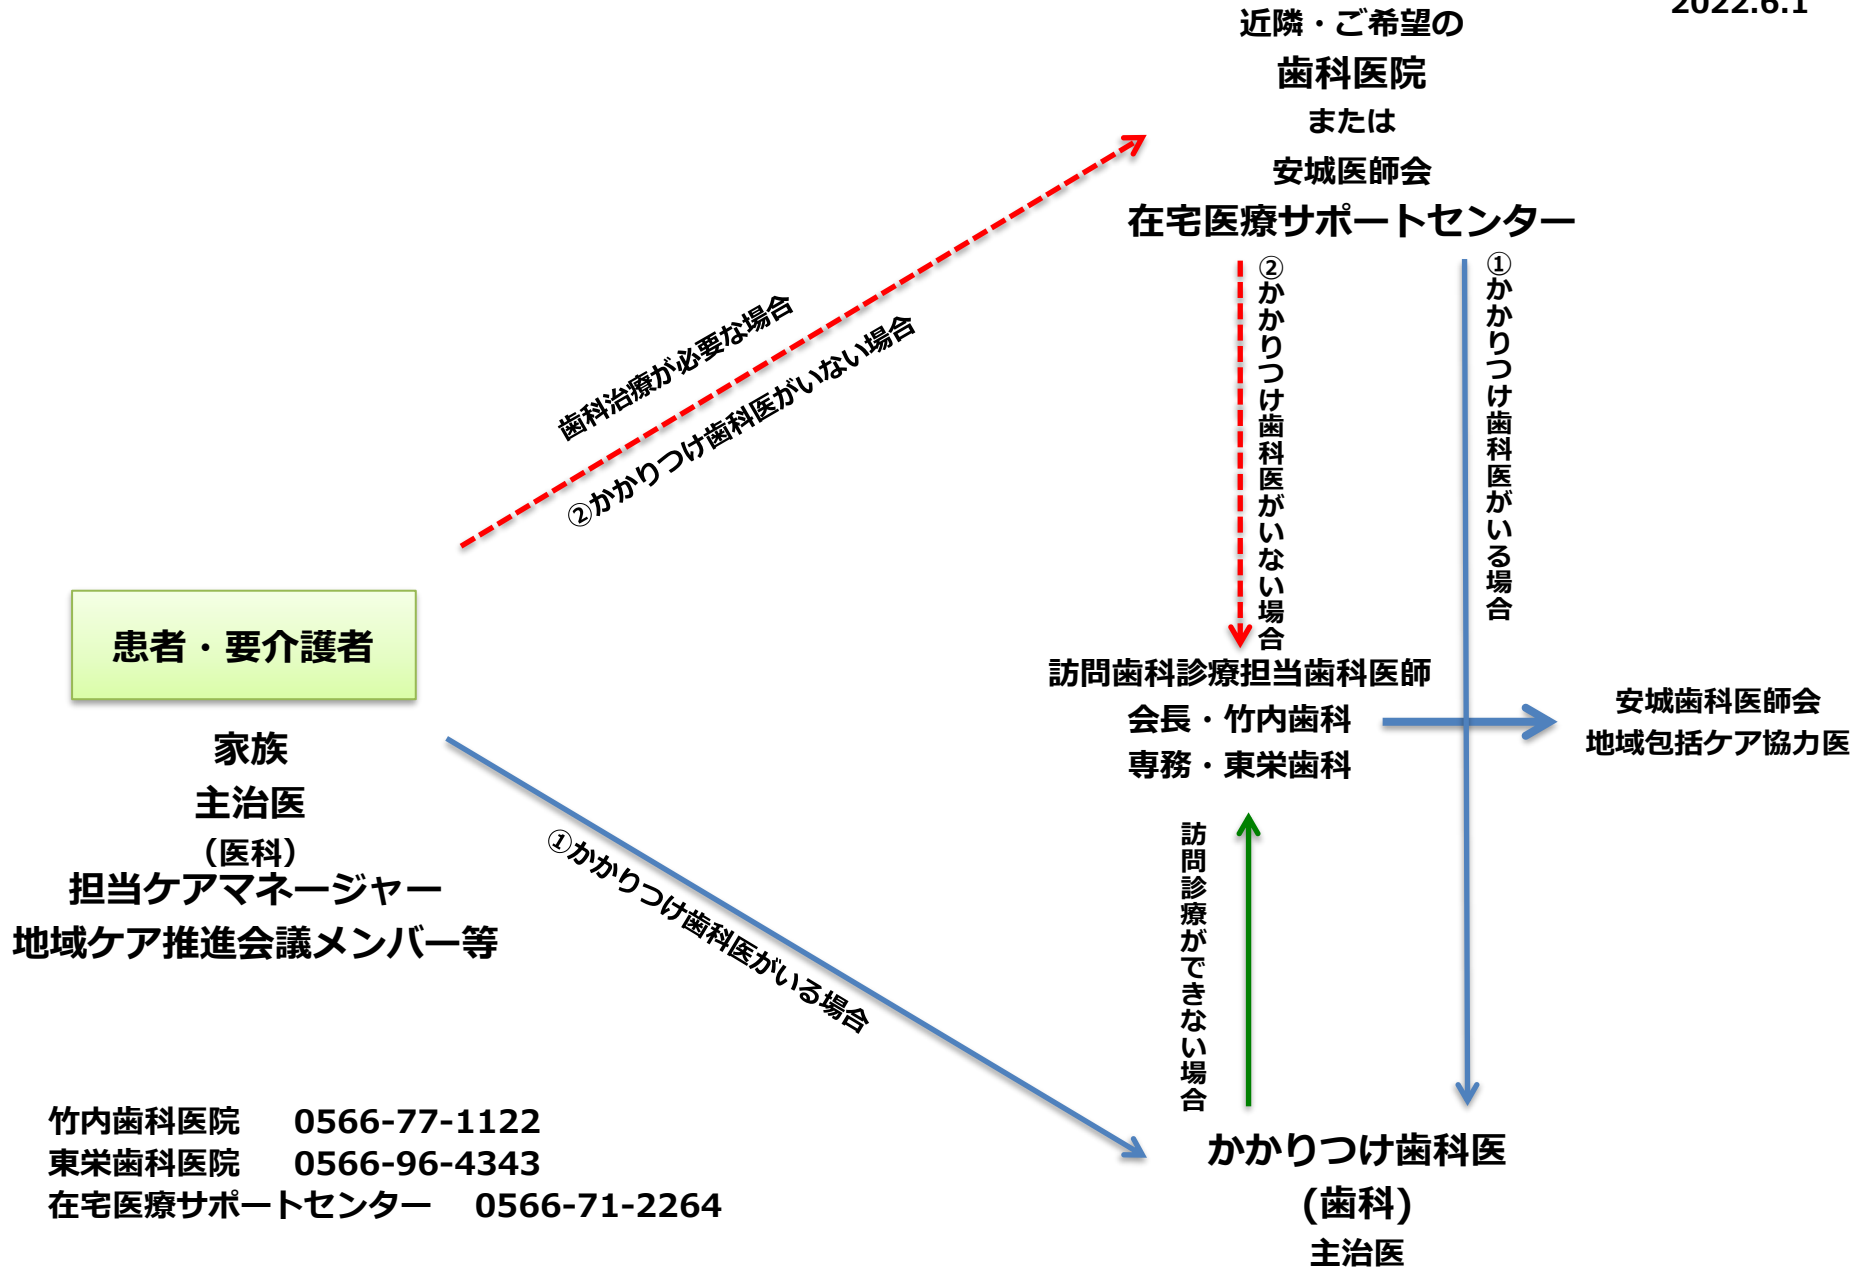 2022.6.1
近隣・ご希望の
歯科医院
または
安城医師会
在宅医療サポートセンター
歯科治療が必要な場合
②かかりつけ歯科医がいない場合
②かかりつけ歯科医がいない場合
①かかりつけ歯科医がいる場合
患者・要介護者
家族
主治医
（医科）
担当ケアマネージャー
地域ケア推進会議メンバー等
訪問歯科診療担当歯科医師
会長・竹内歯科
専務・東栄歯科
安城歯科医師会
地域包括ケア協力医
①かかりつけ歯科医がいる場合
訪問診療ができない場合
竹内歯科医院 0566-77-1122
東栄歯科医院 0566-96-4343
在宅医療サポートセンター 0566-71-2264
かかりつけ歯科医
(歯科)
主治医